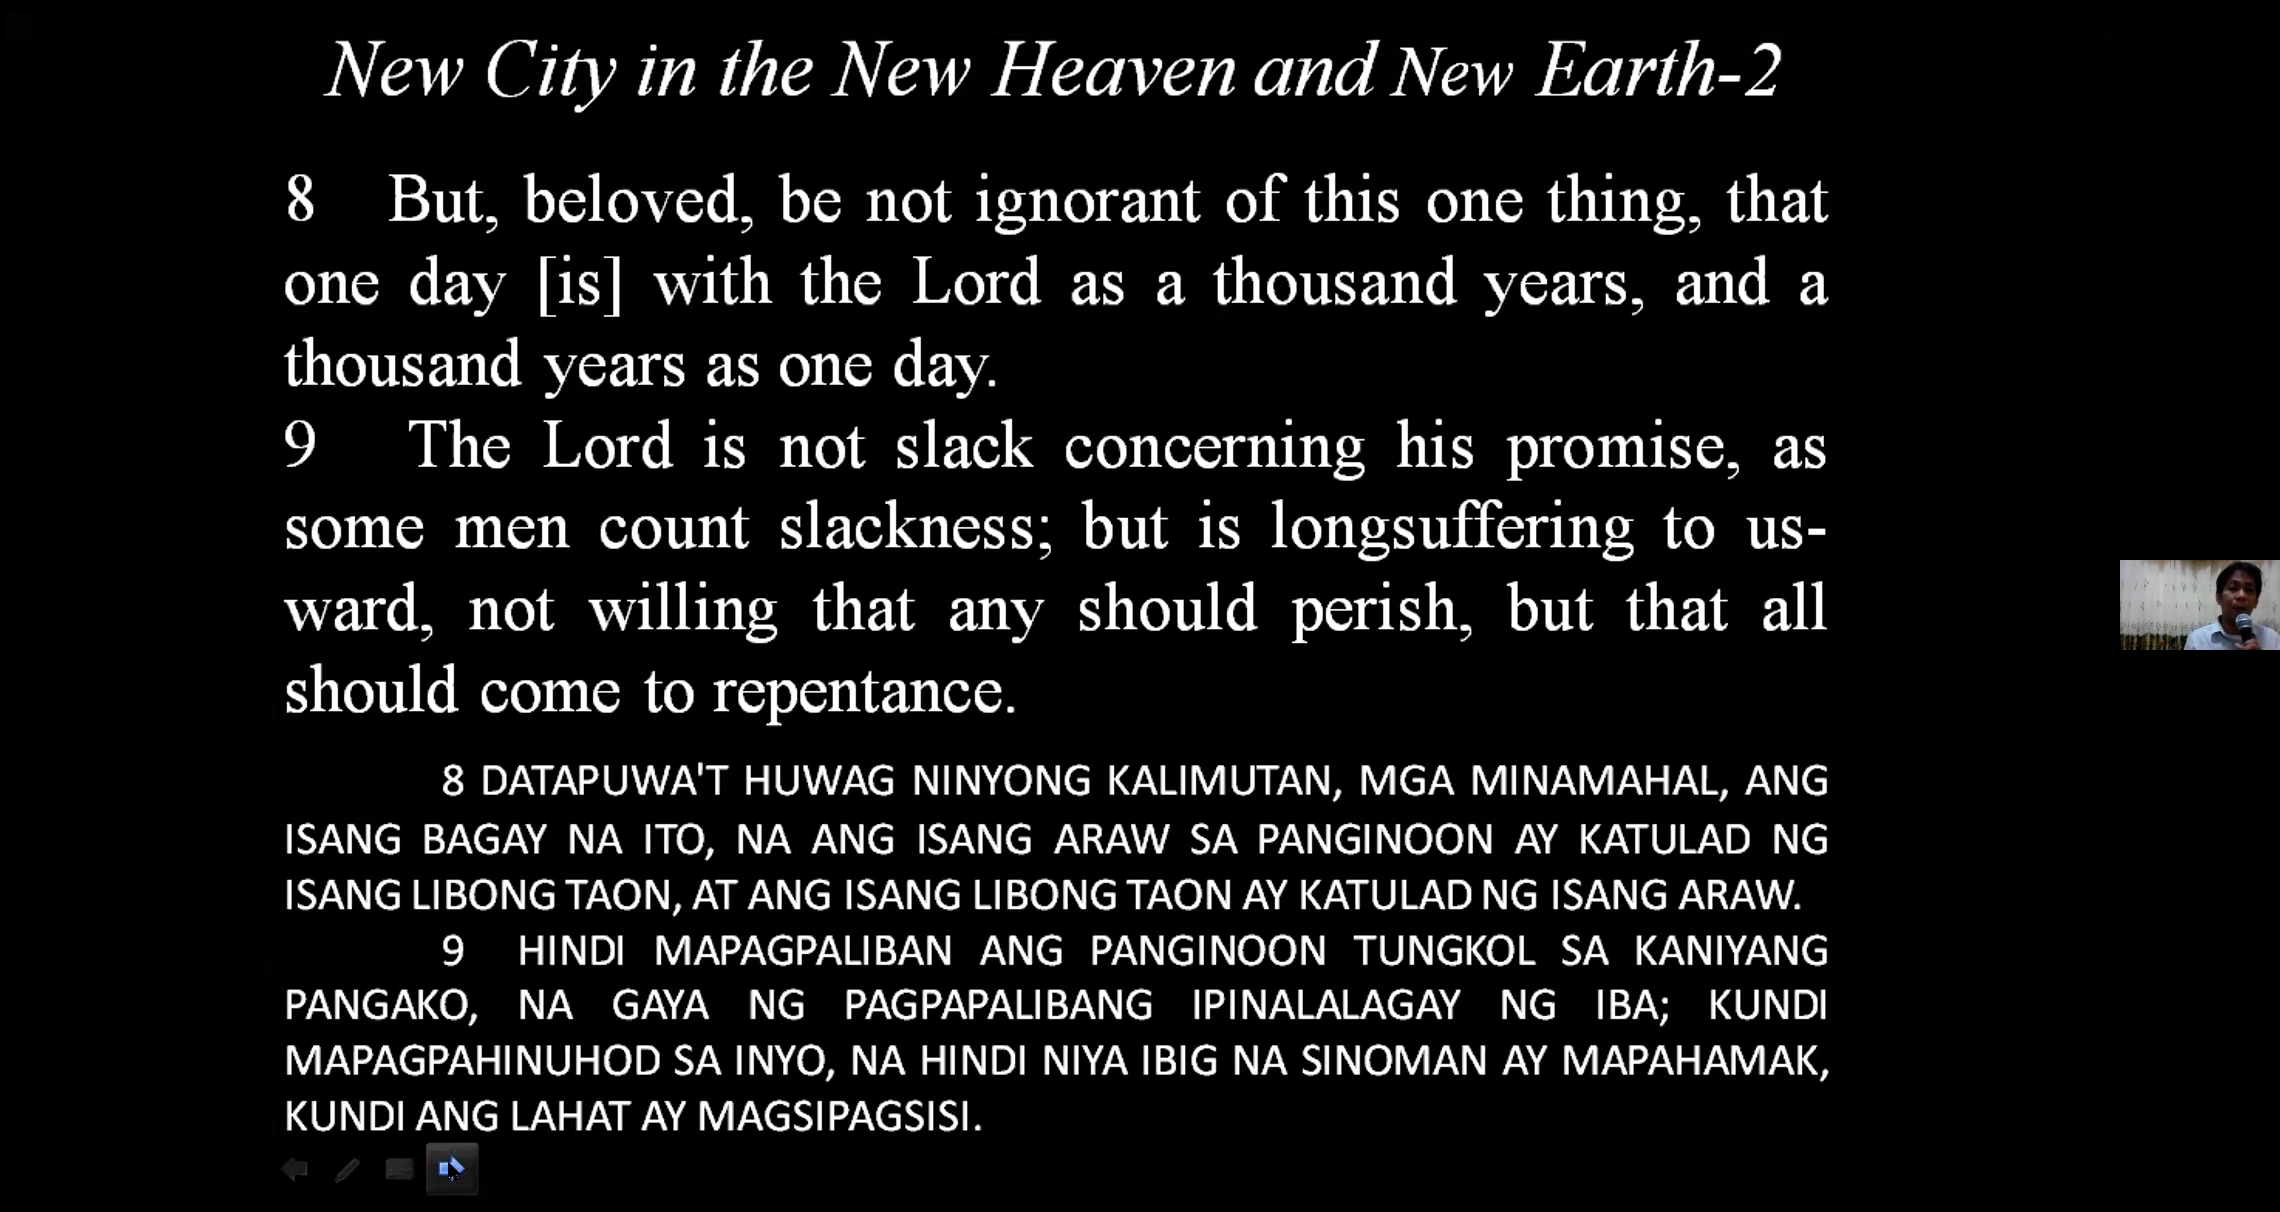 New City in the New Heaven and New Earth-2
8 But, beloved, be not ignorant of this one thing, that
one day [is] with the Lord as a thousand years, and a
thousand years as one day.
9 The Lord is not slack concerning his promise, as
some men count slackness; but is longsuffering to us-
ward, not willing that any should perish, but that all
should come to repentance.
8 DATAPUWA'T HUWAG NINYONG KALIMUTAN, MGA MINAMAHAL, ANG
ISANG BAGAY NA ITO, NA ANG ISANG ARAW SA PANGINOON AY KATULAD NG
ISANG LIBONG TAON, AT ANG ISANG LIBONG TAON AY KATULAD NG ISANG ARAW.
9 HINDI MAPAGPALIBAN ANG PANGINOON TUNGKOL SA KANIYANG
PANGAKO, NA GAYA NG PAGPAPALIBANG IPINALALAGAY NG IBA; KUNDI
MAPAGPAHINUHOD SA INYO, NA HINDI NIYA IBIG NA SINOMAN AY MAPAHAMAK,
KUNDI ANG LAHAT AY MAGSIPAGSISI.